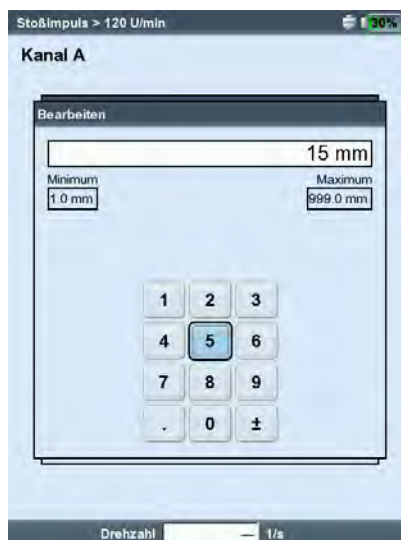 Stoßimpuls > 120 U/min 30%
Kanal A
Bearbeiten
15 mm
Minimum Maximum
1.0 mm 999.0 mm
1 2 3
4 5 6
7 8 9
. 0 ±
Drehzahl — 1/s